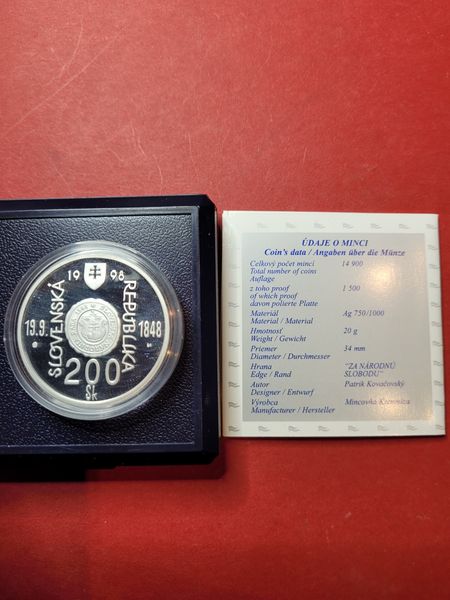 19 98
SLOVENSKÁ
REPUBLIKA
19.9. 1848
200
Sk
ÚDAJE O MINCI
Coin's data / Angaben über die Münze
Celkový počet mincí 14 900
Total number of coins
Auflage
z toho proof 1 500
of which proof
davon polierte Platte
Materiál Ag 750/1000
Material / Material
Hmotnosť 20 g
Weight / Gewicht
Priemer 34 mm
Diameter / Durchmesser
Hrana "ZA NÁRODNÚ
Edge / Rand SLOBODU"
Autor Patrik Kovačovský
Designer / Entwurf
Výrobca Mincovňa Kremnica
Manufacturer / Hersteller